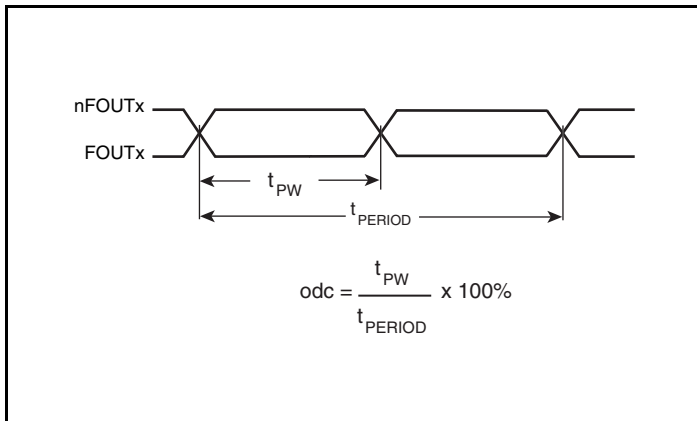 nFOUTx
FOUTx
tPW
tPERIOD
odc = tPW / tPERIOD x 100%